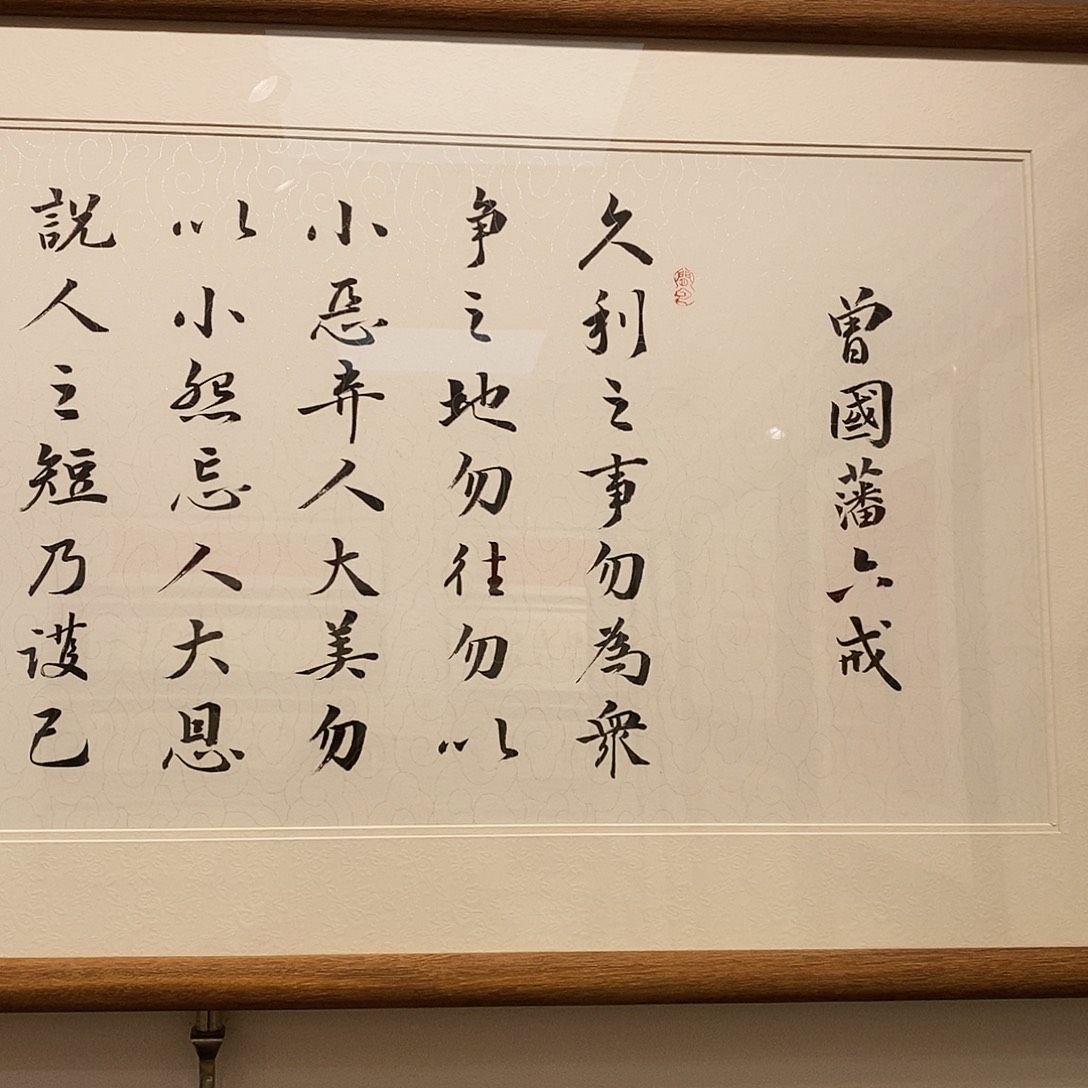 曾國藩六戒
久利之事勿為衆
争之地勿往勿以
小惡弃人大美勿
以小怨忘人大恩
説人之短乃護己